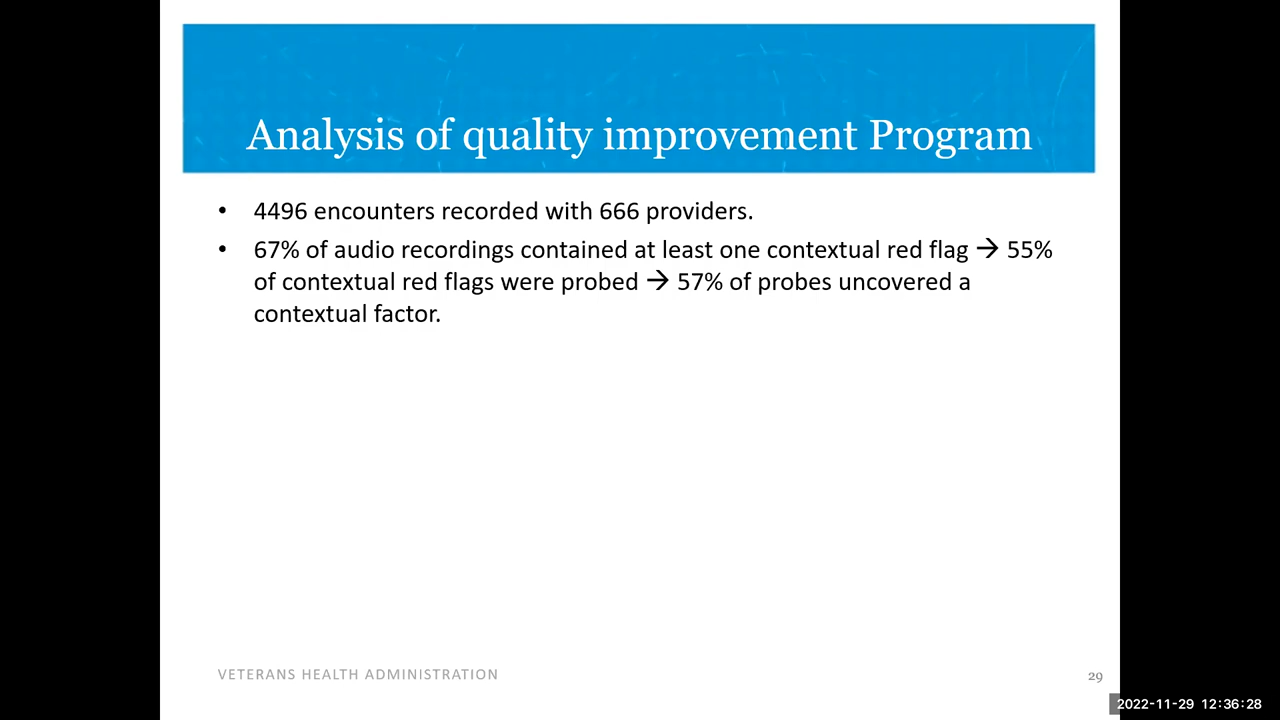 Analysis of quality improvement Program
• 4496 encounters recorded with 666 providers.
• 67% of audio recordings contained at least one contextual red flag → 55%
of contextual red flags were probed → 57% of probes uncovered a
contextual factor.
VETERANS HEALTH ADMINISTRATION
29
2022-11-29 12:36:28